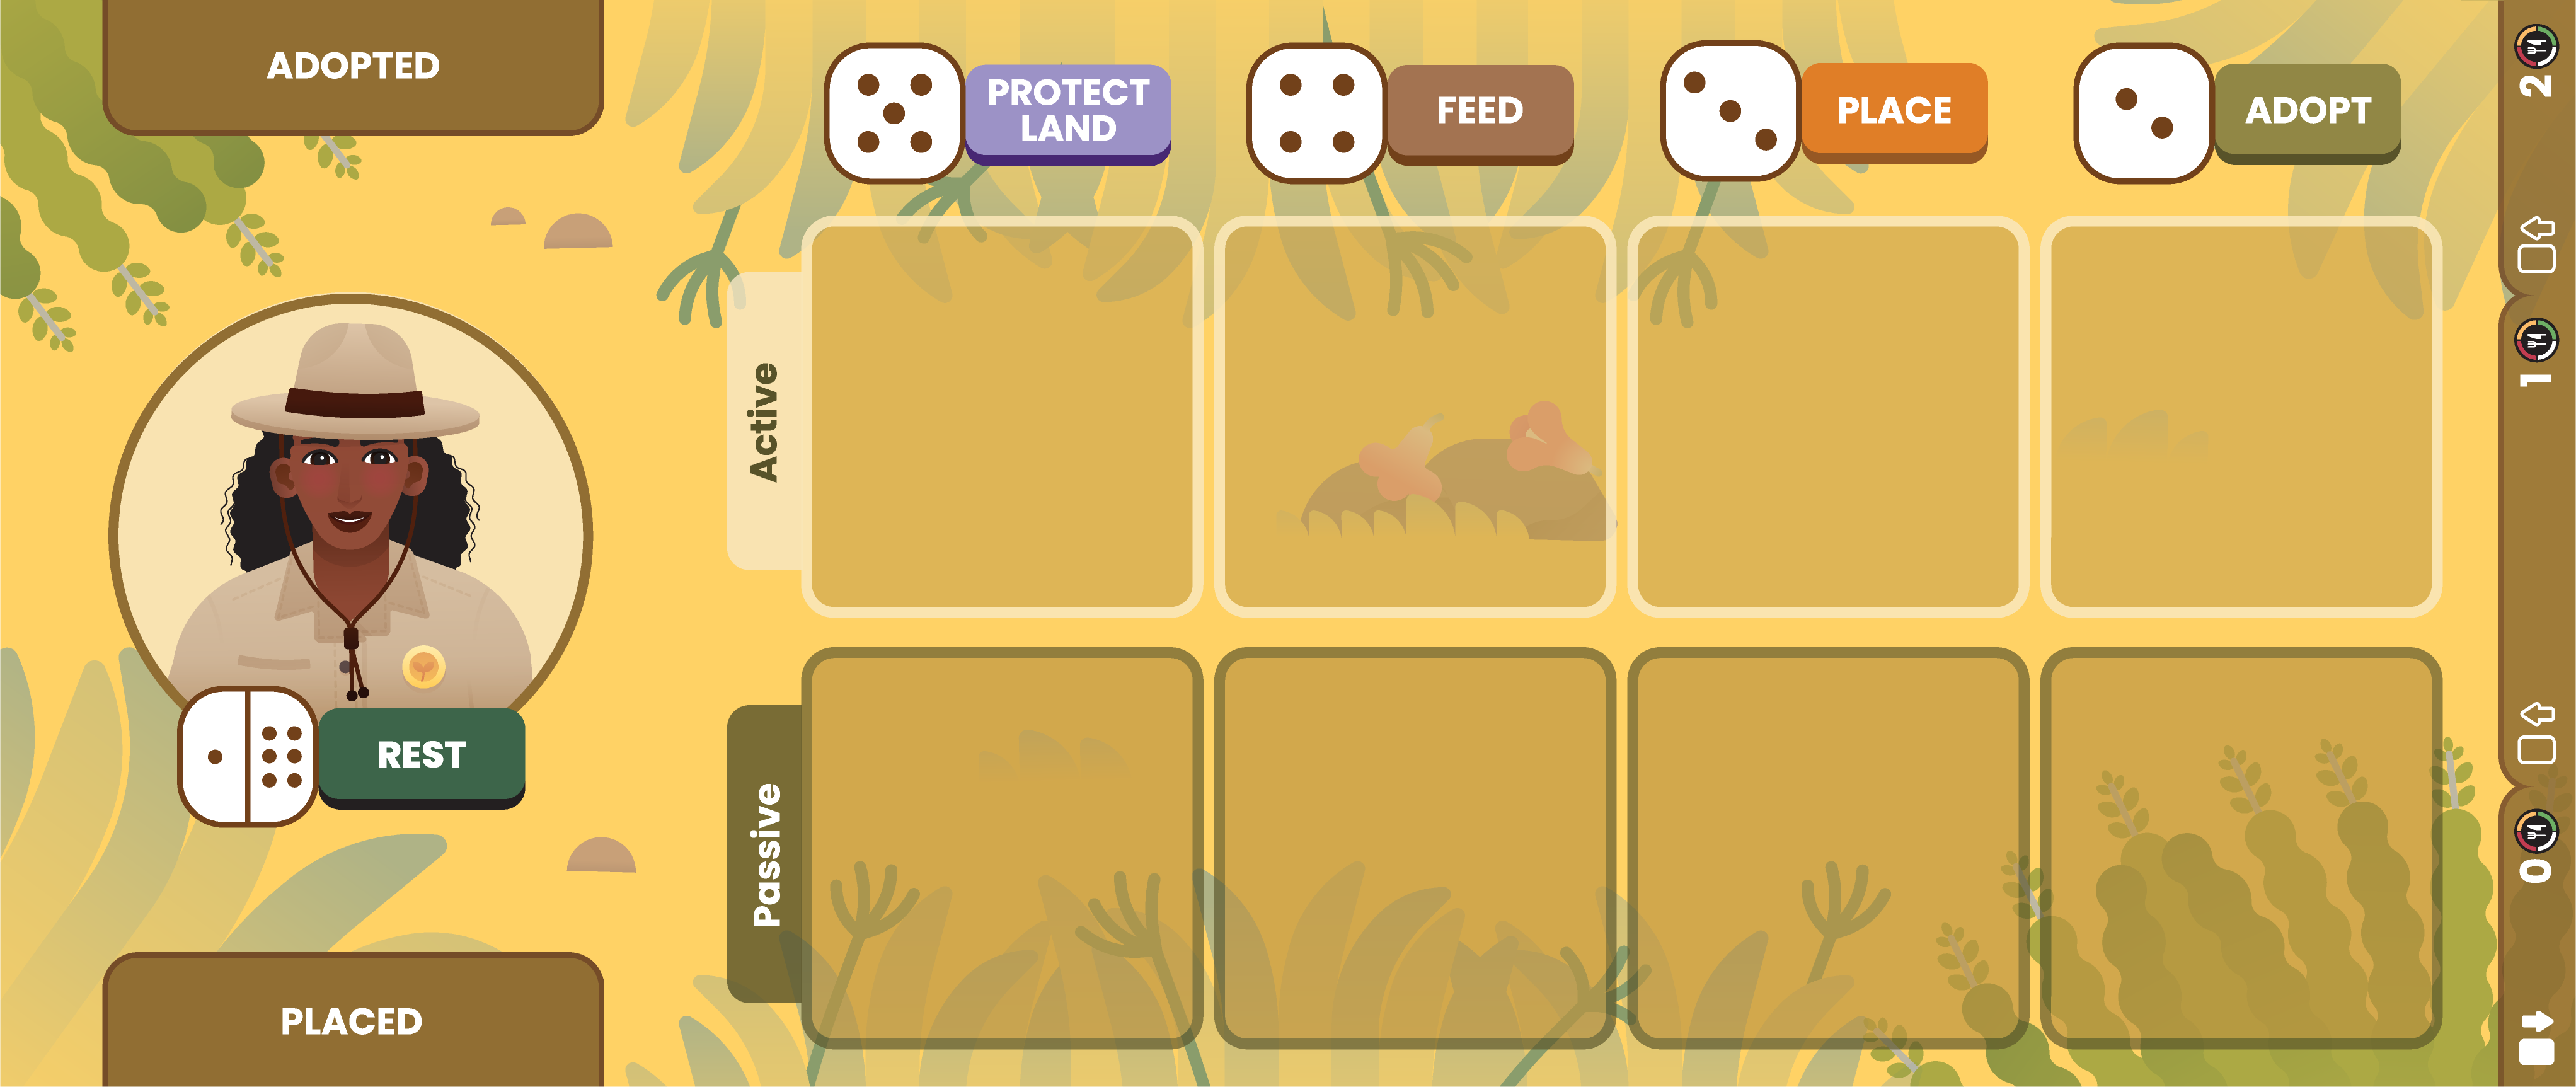 ADOPTED
PROTECT
LAND
FEED
PLACE
ADOPT
Active
REST
Passive
PLACED
2
1
0